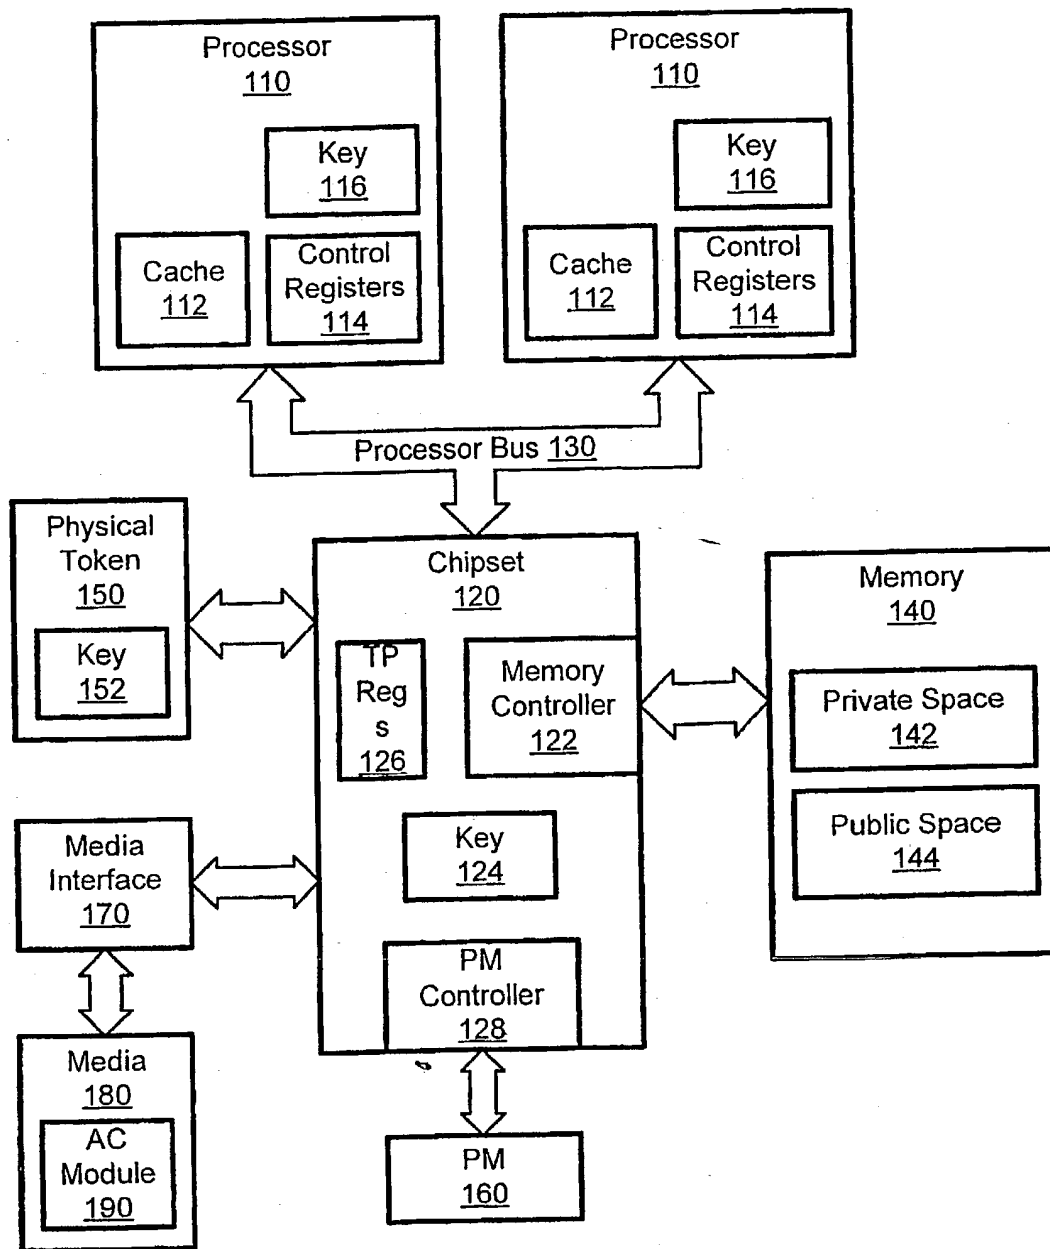 Processor
110
Key
116
Cache
112
Control
Registers
114
Processor
110
Key
116
Cache
112
Control
Registers
114
Processor Bus 130
Physical
Token
150
Key
152
Chipset
120
TP
Reg
s
126
Memory
Controller
122
Key
124
PM
Controller
128
Memory
140
Private Space
142
Public Space
144
Media
Interface
170
Media
180
AC
Module
190
PM
160